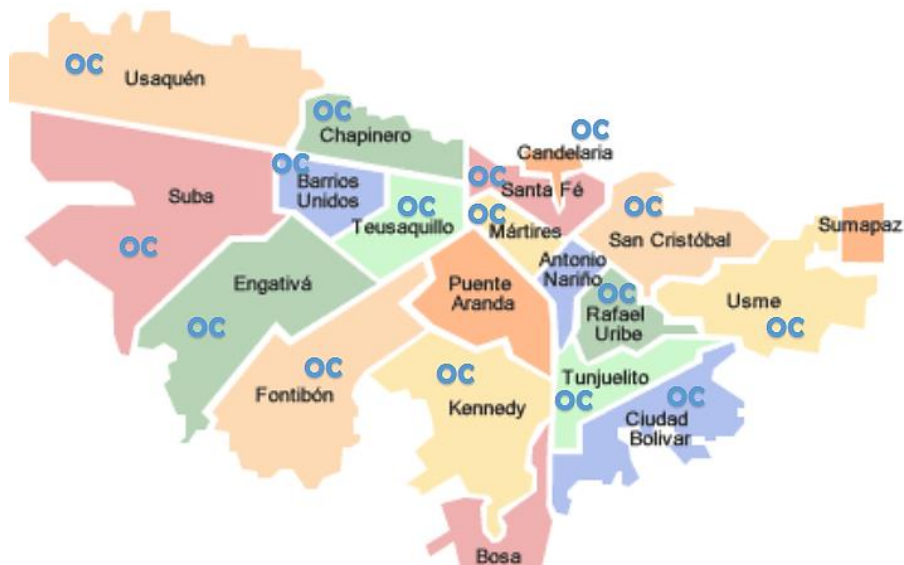 OC
Usaquén
OC
Chapinero
OC
Candelaria
OC
Barrios
Unidos
OC
Santa Fé
Suba
OC
OC
Teusaquillo
OC
Mártires
OC
San Cristóbal
Sumapaz
Engativá
OC
Puente
Aranda
Antonio
Nariño
OC
Rafael
Uribe
Usme
OC
OC
Fontibón
OC
Kennedy
Tunjuelito
OC
OC
Ciudad
Bolivar
Bosa